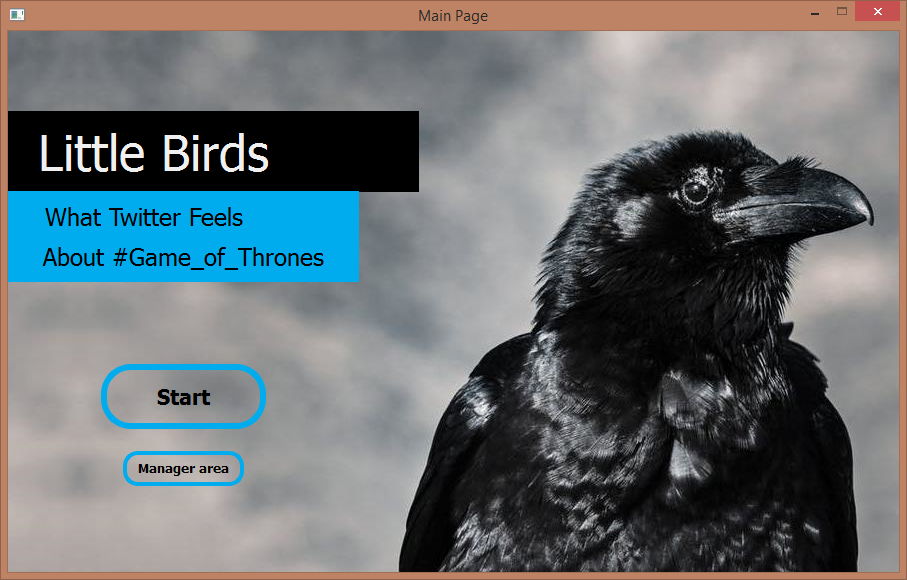 Main Page
Little Birds
What Twitter Feels
About #Game_of_Thrones
Start
Manager area